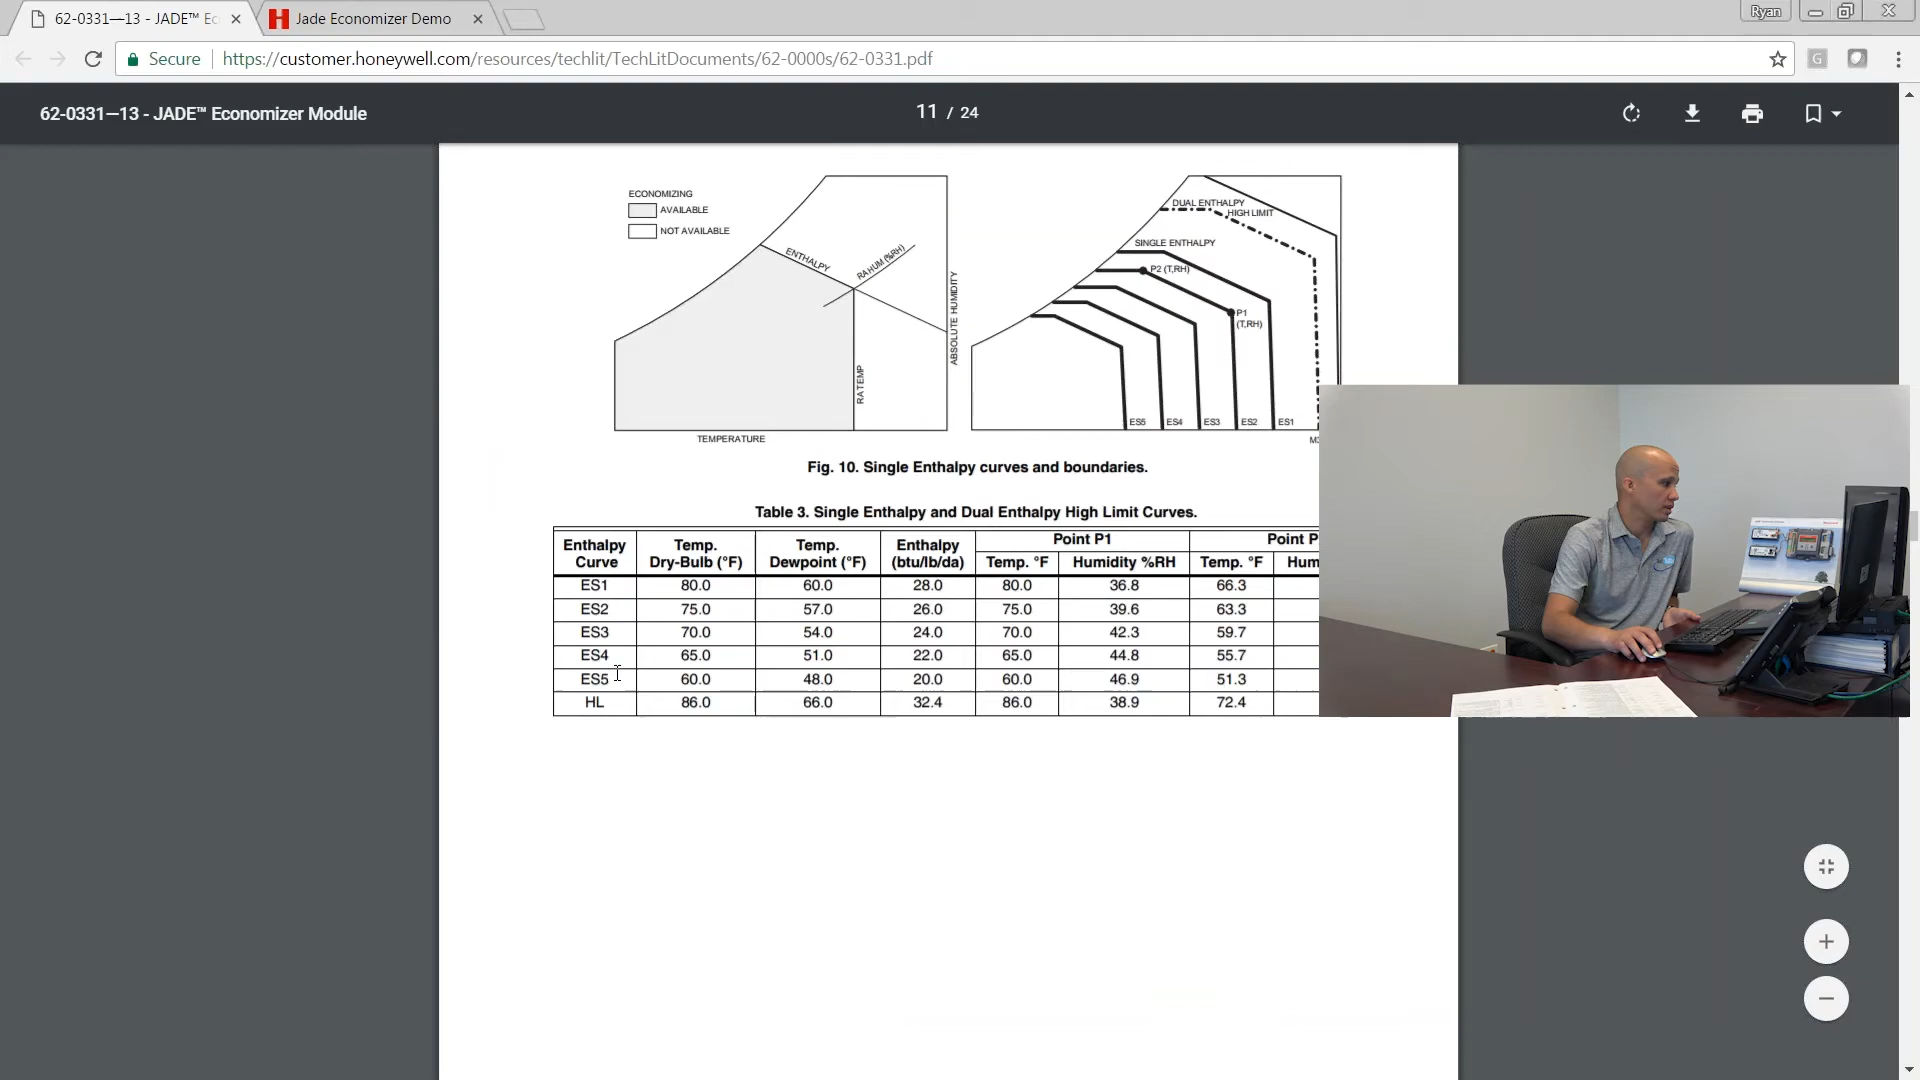 62-0331—13 - JADE™ Ec
Jade Economizer Demo
Ryan
Secure
https://customer.honeywell.com/resources/techlit/TechLitDocuments/62-0000s/62-0331.pdf
62-0331—13 - JADE™ Economizer Module
11 / 24
ECONOMIZING
AVAILABLE
NOT AVAILABLE
ENTHALPY
RA HUM (%RH)
RA TEMP
ABSOLUTE HUMIDITY
TEMPERATURE
DUAL ENTHALPY
HIGH LIMIT
SINGLE ENTHALPY
P2 (T,RH)
P1
(T,RH)
ES5 ES4 ES3 ES2 ES1
Fig. 10. Single Enthalpy curves and boundaries.
Table 3. Single Enthalpy and Dual Enthalpy High Limit Curves.
Enthalpy Curve Temp. Dry-Bulb (°F) Temp. Dewpoint (°F) Enthalpy (btu/lb/da) Point P1 Point P
Temp. °F Humidity %RH Temp. °F Hum
ES1 80.0 60.0 28.0 80.0 36.8 66.3
ES2 75.0 57.0 26.0 75.0 39.6 63.3
ES3 70.0 54.0 24.0 70.0 42.3 59.7
ES4 65.0 51.0 22.0 65.0 44.8 55.7
ES5 60.0 48.0 20.0 60.0 46.9 51.3
HL 86.0 66.0 32.4 86.0 38.9 72.4